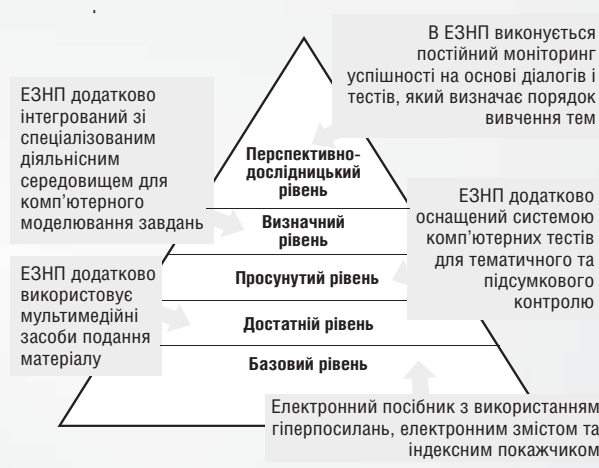 В ЕЗНП виконується
постійний моніторинг
успішності на основі діалогів і
тестів, який визначає порядок
вивчення тем
ЕЗНП додатково
інтегрований зі
спеціалізованим
діяльнісним
середовищем для
комп’ютерного
моделювання завдань
Перспективно-
дослідницький
рівень
Визначний
рівень
ЕЗНП додатково
оснащений системою
комп’ютерних тестів
для тематичного та
підсумкового
контролю
Просунутий рівень
ЕЗНП додатково
використовує
мультимедійні
засоби подання
матеріалу
Достатній рівень
Базовий рівень
Електронний посібник з використанням
гіперпосилань, електронним змістом та
індексним покажчиком